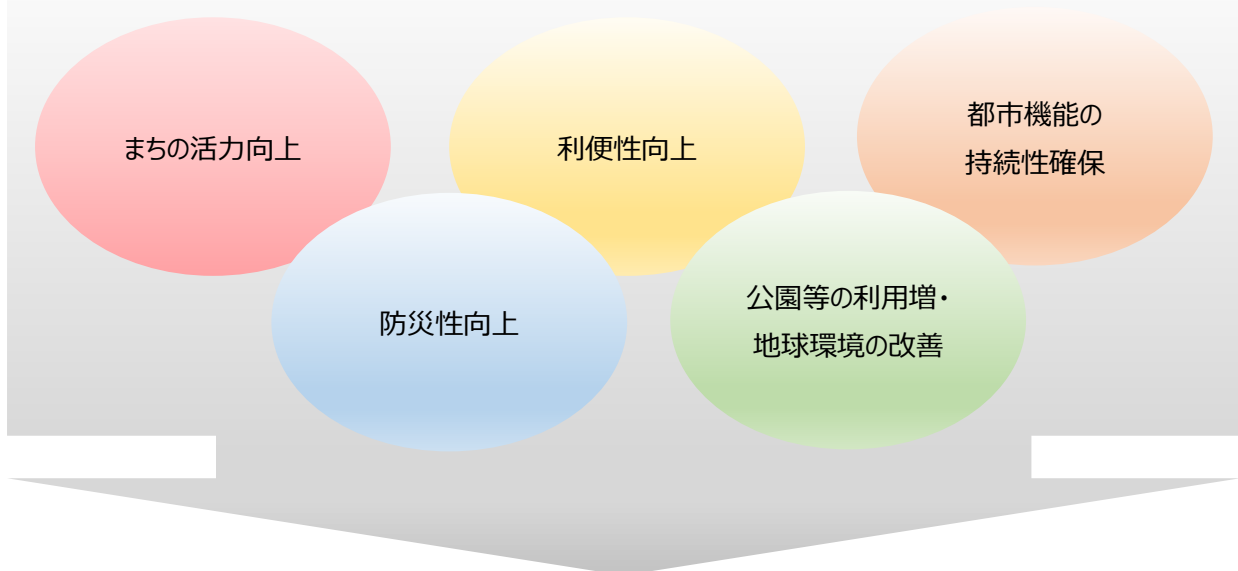 まちの活力向上
利便性向上
都市機能の
持続性確保
防災性向上
公園等の利用増・
地球環境の改善